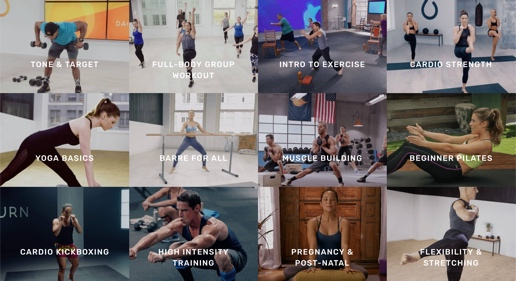 TONE & TARGET
FULL-BODY GROUP
WORKOUT
INTRO TO EXERCISE
CARDIO STRENGTH
YOGA BASICS
BARRE FOR ALL
MUSCLE BUILDING
BEGINNER PILATES
CARDIO KICKBOXING
HIGH INTENSITY
TRAINING
PREGNANCY &
POST-NATAL
FLEXIBILITY &
STRETCHING
URN